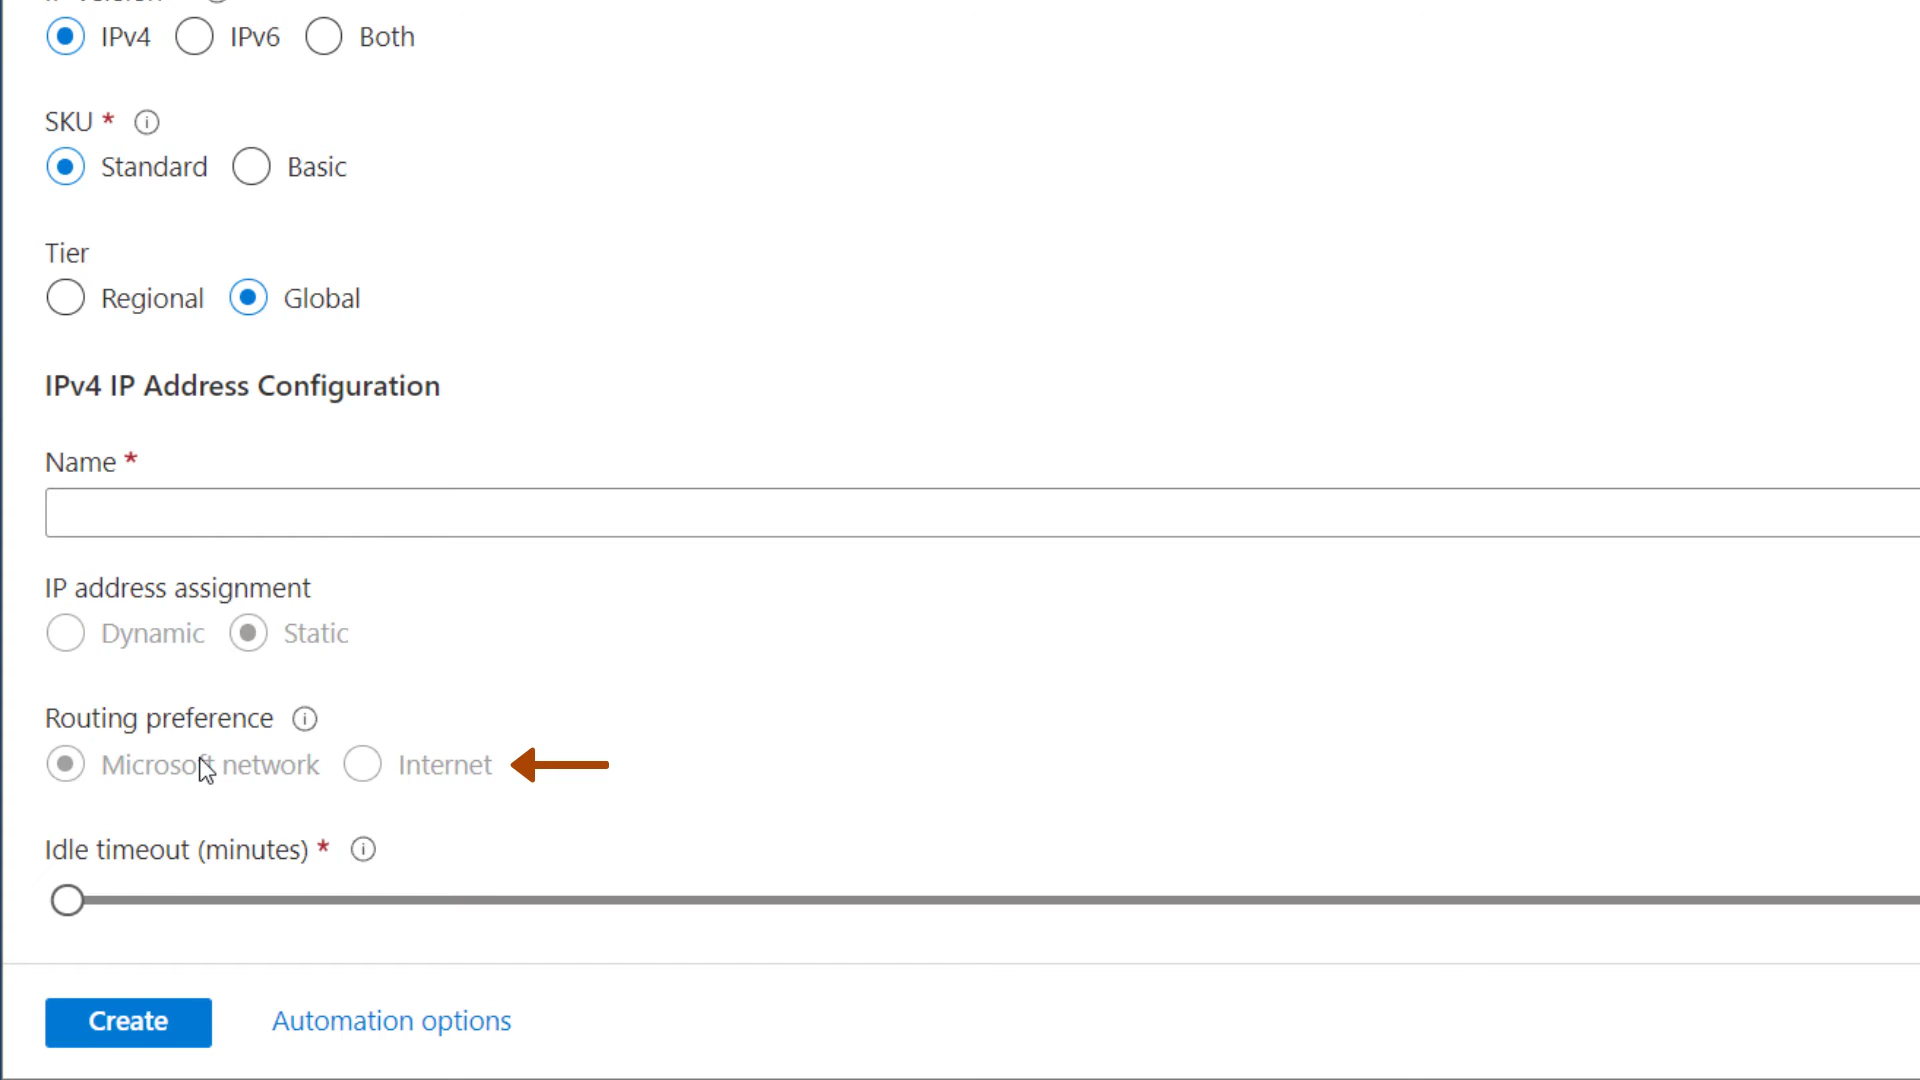 IPv4 IPv6 Both
SKU *
Standard Basic
Tier
Regional Global
IPv4 IP Address Configuration
Name *
IP address assignment
Dynamic Static
Routing preference
Microsoft network Internet
Idle timeout (minutes) *
Create Automation options